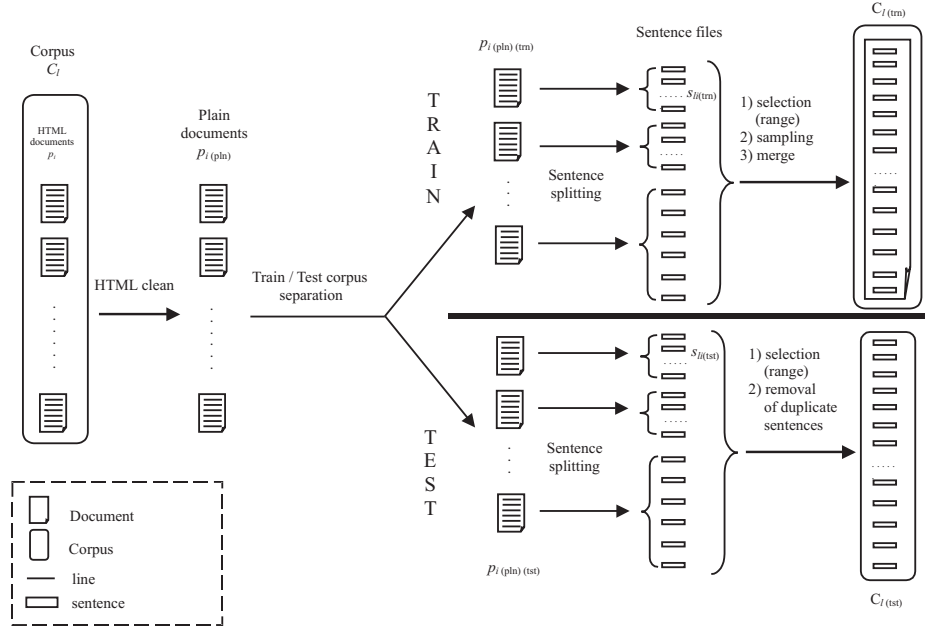 Corpus
C_l
HTML
documents
p_i
HTML clean
Plain
documents
p_i (pln)
Train / Test corpus
separation
TRAIN
p_i (pln) (trn)
Sentence
splitting
Sentence files
..... s_li(trn)
.....
1) selection
(range)
2) sampling
3) merge
C_l (trn)
.....
TEST
Sentence
splitting
p_i (pln) (tst)
s_li(tst)
.....
.....
1) selection
(range)
2) removal
of duplicate
sentences
.....
C_l (tst)
Document
Corpus
line
sentence